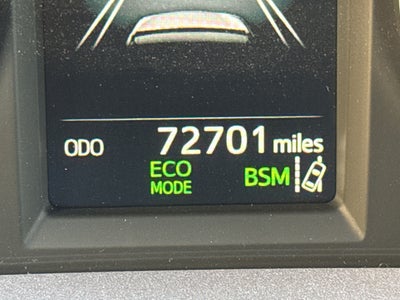 ODO 72701 miles
ECO BSM
MODE